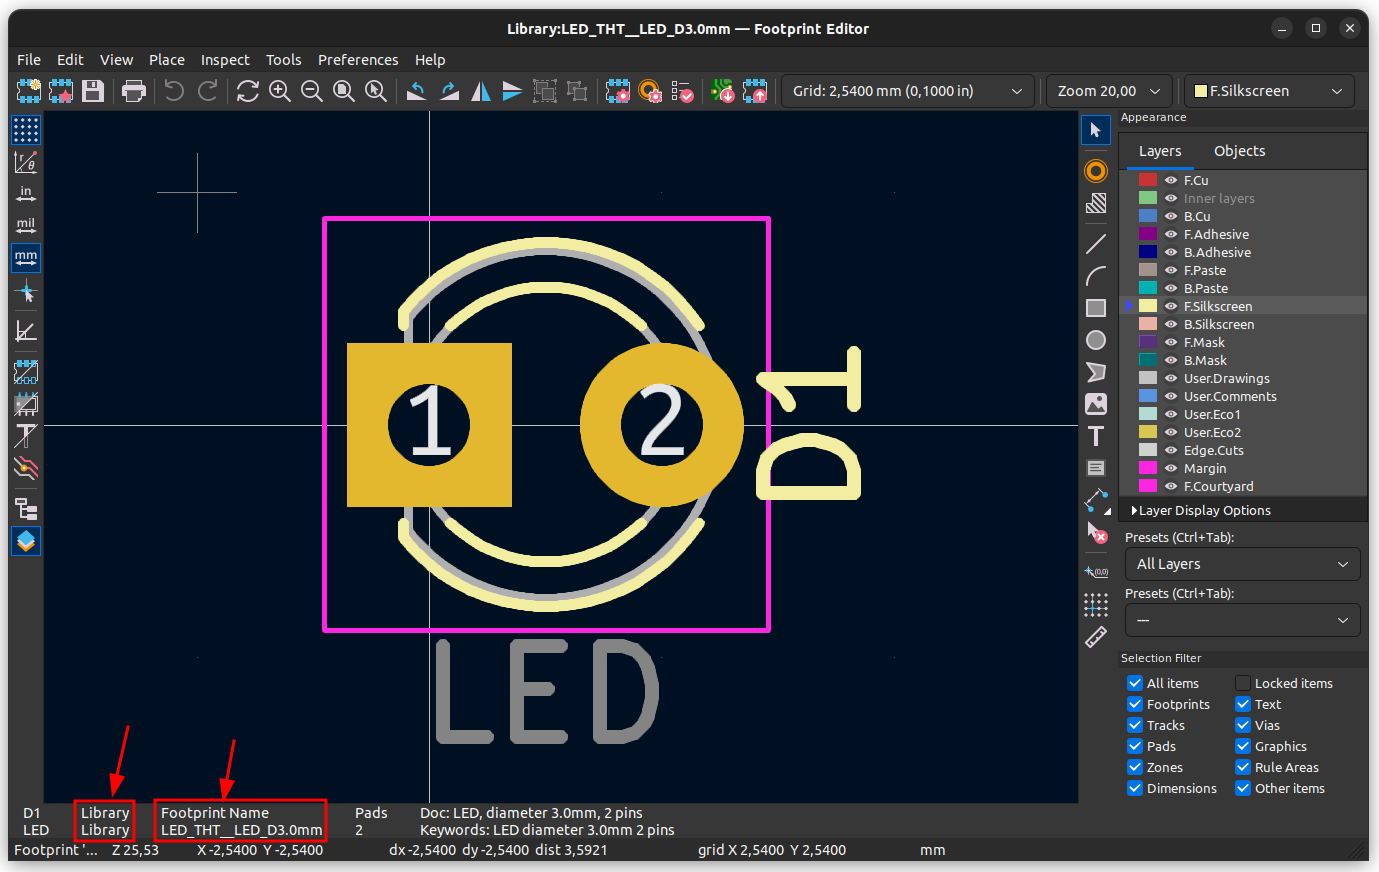 Library:LED_THT__LED_D3.0mm — Footprint Editor
File Edit View Place Inspect Tools Preferences Help
Grid: 2,5400 mm (0,1000 in)
Zoom 20,00
F.Silkscreen
r θ
in
mil
mm
1
2
D1
LED
(0,0)
Appearance
Layers Objects
F.Cu
Inner layers
B.Cu
F.Adhesive
B.Adhesive
F.Paste
B.Paste
F.Silkscreen
B.Silkscreen
F.Mask
B.Mask
User.Drawings
User.Comments
User.Eco1
User.Eco2
Edge.Cuts
Margin
F.Courtyard
Layer Display Options
Presets (Ctrl+Tab):
All Layers
Presets (Ctrl+Tab):
---
Selection Filter
All items Locked items
Footprints Text
Tracks Vias
Pads Graphics
Zones Rule Areas
Dimensions Other items
D1 Library Footprint Name Pads Doc: LED, diameter 3.0mm, 2 pins
LED Library LED_THT__LED_D3.0mm 2 Keywords: LED diameter 3.0mm 2 pins
Footprint '... Z 25,53 X -2,5400 Y -2,5400 dx -2,5400 dy -2,5400 dist 3,5921 grid X 2,5400 Y 2,5400 mm